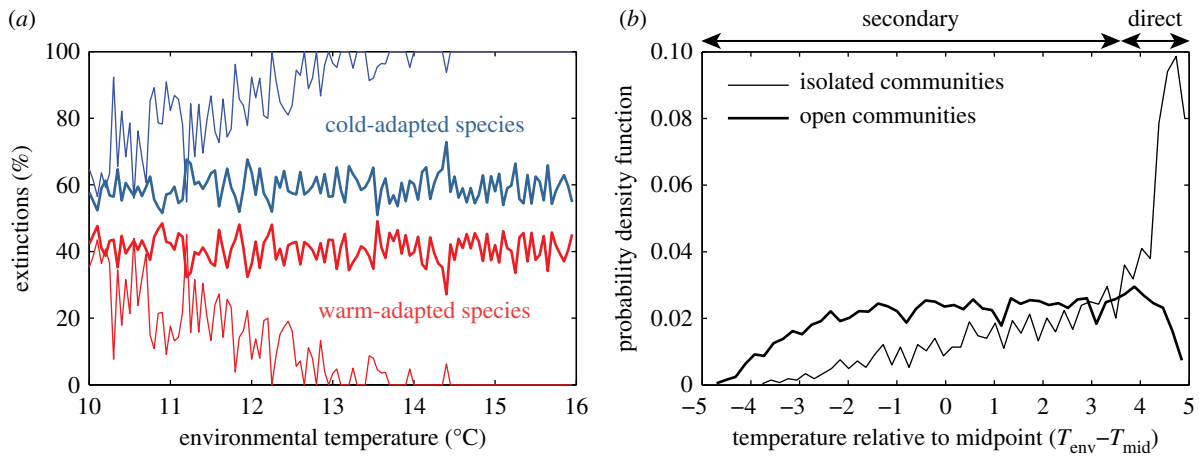 (a)
extinctions (%)
100
80
60
40
20
0
cold-adapted species
warm-adapted species
10 11 12 13 14 15 16
environmental temperature (°C)
(b)
secondary direct
probability density function
0.10
0.08
0.06
0.04
0.02
0
isolated communities
open communities
−5 −4 −3 −2 −1 0 1 2 3 4 5
temperature relative to midpoint (Tenv−Tmid)